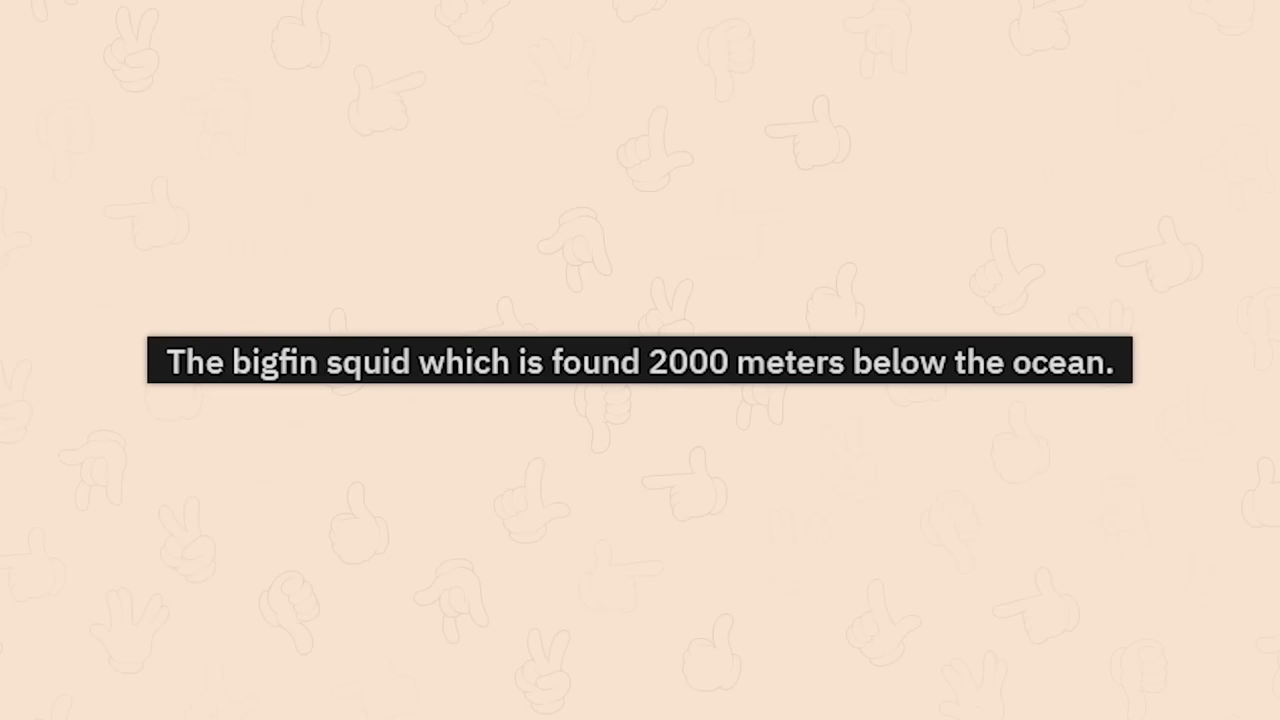 The bigfin squid which is found 2000 meters below the ocean.